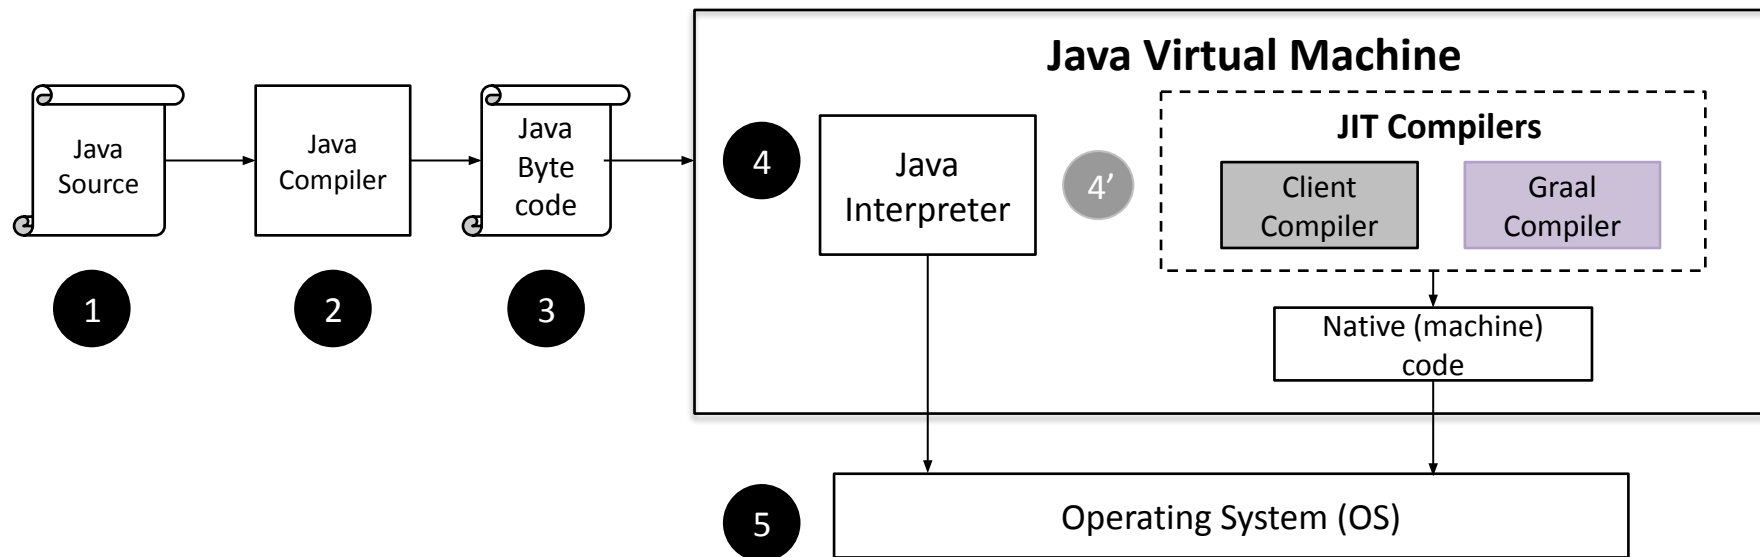 Java Virtual Machine
Java
Source
Java
Compiler
Java
Byte
code
4
Java
Interpreter
4’
JIT Compilers
Client
Compiler
Graal
Compiler
1
2
3
Native (machine)
code
5
Operating System (OS)